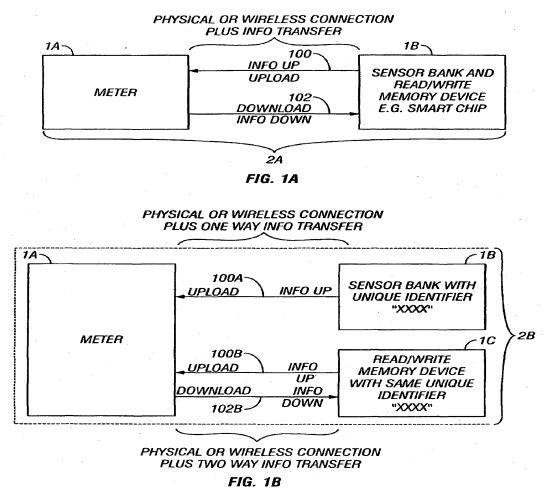 PHYSICAL OR WIRELESS CONNECTION
PLUS INFO TRANSFER
1A
1B
METER
100
INFO UP
UPLOAD
102
DOWNLOAD
INFO DOWN
SENSOR BANK AND
READ/WRITE
MEMORY DEVICE
E.G. SMART CHIP
2A
FIG. 1A
PHYSICAL OR WIRELESS CONNECTION
PLUS ONE WAY INFO TRANSFER
1A
1B
METER
100A
UPLOAD INFO UP
SENSOR BANK WITH
UNIQUE IDENTIFIER
"XXXX"
2B
1C
100B
UPLOAD INFO
UP
DOWNLOAD INFO
102B DOWN
READ/WRITE
MEMORY DEVICE
WITH SAME UNIQUE
IDENTIFIER
"XXXX"
PHYSICAL OR WIRELESS CONNECTION
PLUS TWO WAY INFO TRANSFER
FIG. 1B